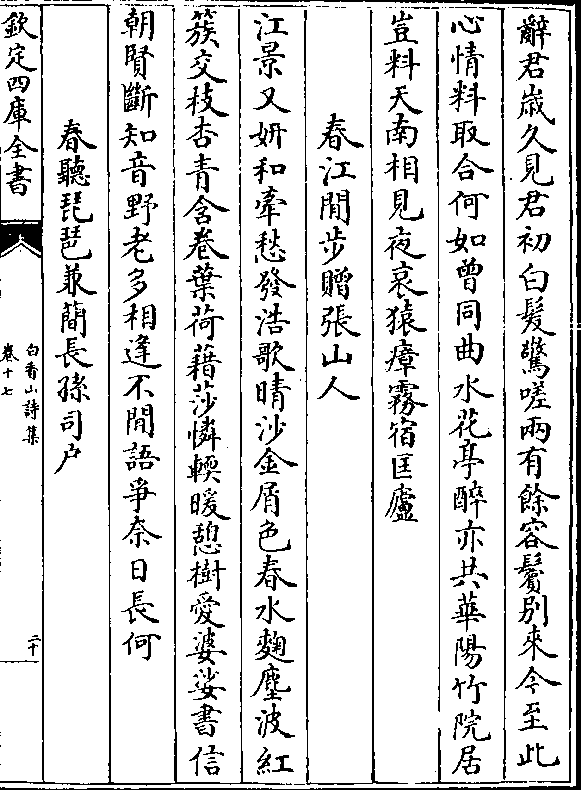 辭君歳久見君初白髮驚嗟兩有餘容鬢别來今至此
心情料取合何如曾同曲水花亭醉亦共華陽竹院居
豈料天南相見夜哀猿瘴霧宿匡廬
春江閒步贈張山人
江景又妍和牽愁發浩歌晴沙金屑色春水麴塵波紅
簇交枝杏青含卷葉荷藉莎憐輭暖憩樹愛婆娑書信
朝賢斷知音野老多相逢不閒語爭奈日長何
春聽琵琶兼簡長孫司户
欽定四庫全書
白香山詩集
卷十七
二十